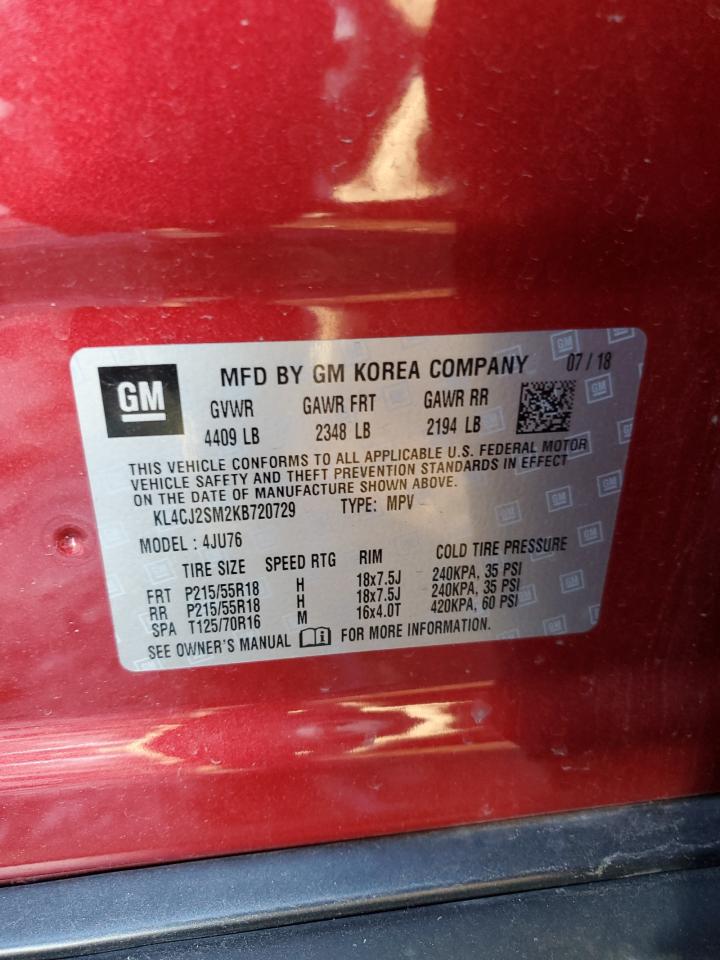 GM
MFD BY GM KOREA COMPANY 07 / 18
GVWR GAWR FRT GAWR RR
4409 LB 2348 LB 2194 LB
THIS VEHICLE CONFORMS TO ALL APPLICABLE U.S. FEDERAL MOTOR
VEHICLE SAFETY AND THEFT PREVENTION STANDARDS IN EFFECT
ON THE DATE OF MANUFACTURE SHOWN ABOVE.
KL4CJ2SM2KB720729 TYPE: MPV
MODEL : 4JU76
TIRE SIZE SPEED RTG RIM COLD TIRE PRESSURE
FRT P215/55R18 H 18x7.5J 240KPA, 35 PSI
RR P215/55R18 H 18x7.5J 240KPA, 35 PSI
SPA T125/70R16 M 16x4.0T 420KPA, 60 PSI
SEE OWNER'S MANUAL FOR MORE INFORMATION.